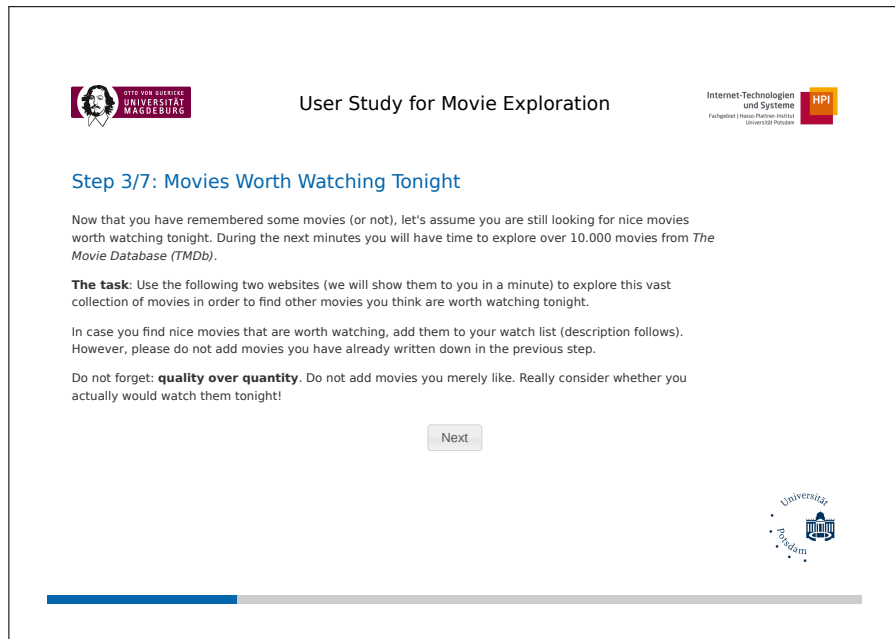 OTTO VON GUERICKE
UNIVERSITÄT
MAGDEBURG
User Study for Movie Exploration
Internet-Technologien
und Systeme
Fachgebiet | Hasso-Plattner-Institut
Universität Potsdam
HPI
Step 3/7: Movies Worth Watching Tonight
Now that you have remembered some movies (or not), let's assume you are still looking for nice movies
worth watching tonight. During the next minutes you will have time to explore over 10.000 movies from The
Movie Database (TMDb).
The task: Use the following two websites (we will show them to you in a minute) to explore this vast
collection of movies in order to find other movies you think are worth watching tonight.
In case you find nice movies that are worth watching, add them to your watch list (description follows).
However, please do not add movies you have already written down in the previous step.
Do not forget: quality over quantity. Do not add movies you merely like. Really consider whether you
actually would watch them tonight!
Next
Universität
Potsdam